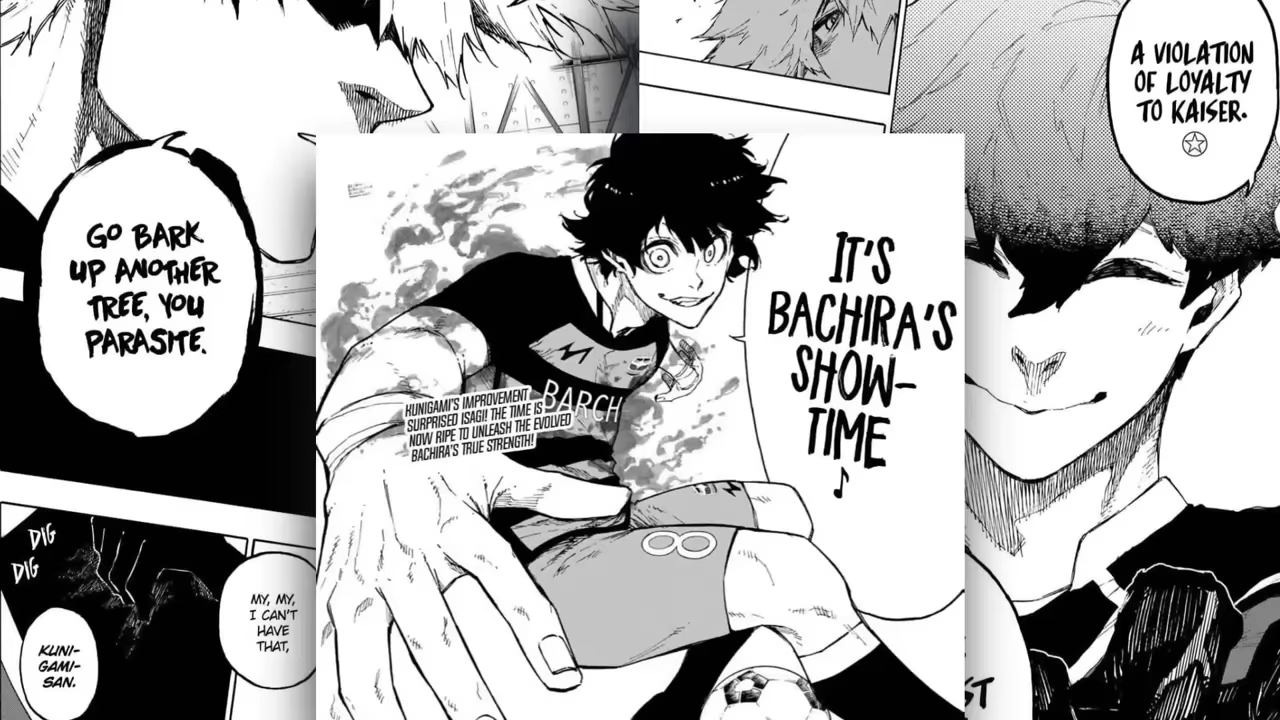 GO BARK
UP ANOTHER
TREE, YOU
PARASITE.
DIG
DIG
KUNI-
GAMI-
SAN.
MY, MY,
I CAN'T
HAVE
THAT,
KUNIGAMI'S IMPROVEMENT
SURPRISED ISAGI! THE TIME IS
NOW RIPE TO UNLEASH THE EVOLVED
BACHIRA'S TRUE STRENGTH!
BARCH
8
IT'S
BACHIRA'S
SHOW-
TIME
♪
A VIOLATION
OF LOYALTY
TO KAISER.
ST